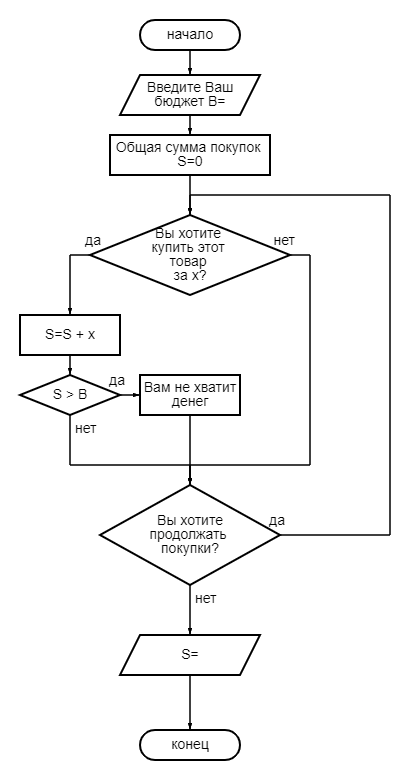 начало
Введите Ваш
бюджет B=
Общая сумма покупок
S=0
Вы хотите
купить этот
товар
за x?
да
нет
S=S + x
S > B
да
нет
Вам не хватит
денег
Вы хотите
продолжать
покупки?
да
нет
S=
конец